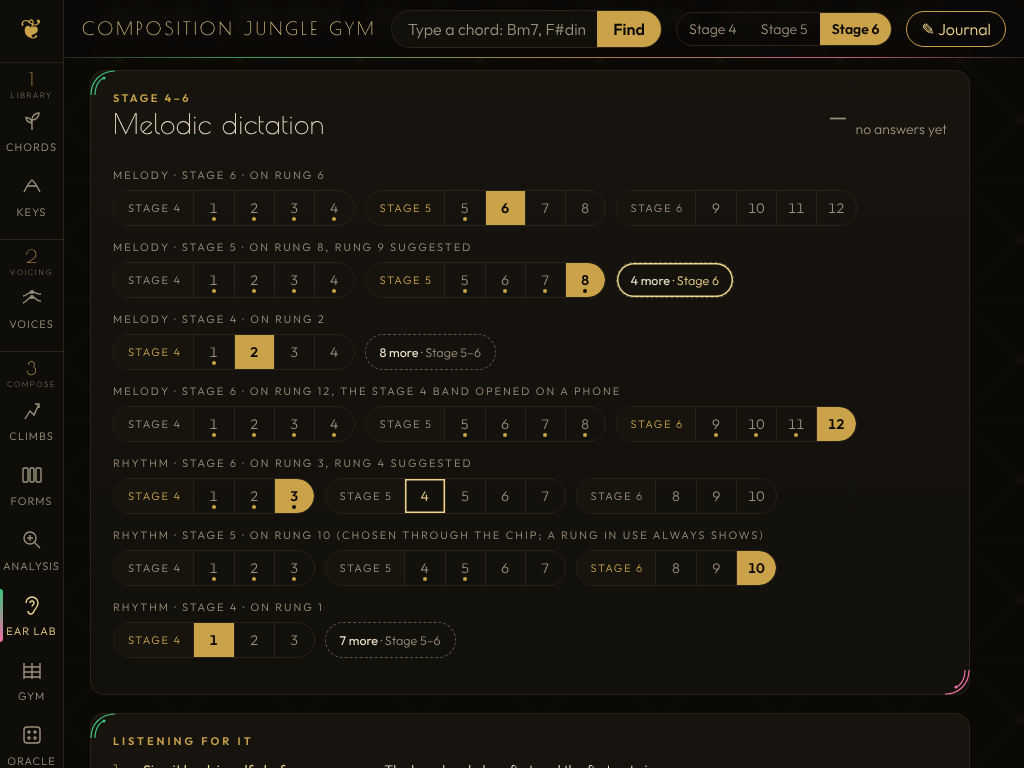 COMPOSITION JUNGLE GYM
Type a chord: Bm7, F#din
Find
Stage 4 Stage 5 Stage 6
✎ Journal
1
LIBRARY
CHORDS
KEYS
2
VOICING
VOICES
3
COMPOSE
CLIMBS
FORMS
ANALYSIS
EAR LAB
GYM
ORACLE
STAGE 4–6
Melodic dictation
— no answers yet
MELODY · STAGE 6 · ON RUNG 6
STAGE 4 1 2 3 4 STAGE 5 5 6 7 8 STAGE 6 9 10 11 12
MELODY · STAGE 5 · ON RUNG 8, RUNG 9 SUGGESTED
STAGE 4 1 2 3 4 STAGE 5 5 6 7 8 4 more · Stage 6
MELODY · STAGE 4 · ON RUNG 2
STAGE 4 1 2 3 4 8 more · Stage 5–6
MELODY · STAGE 6 · ON RUNG 12, THE STAGE 4 BAND OPENED ON A PHONE
STAGE 4 1 2 3 4 STAGE 5 5 6 7 8 STAGE 6 9 10 11 12
RHYTHM · STAGE 6 · ON RUNG 3, RUNG 4 SUGGESTED
STAGE 4 1 2 3 STAGE 5 4 5 6 7 STAGE 6 8 9 10
RHYTHM · STAGE 5 · ON RUNG 10 (CHOSEN THROUGH THE CHIP; A RUNG IN USE ALWAYS SHOWS)
STAGE 4 1 2 3 STAGE 5 4 5 6 7 STAGE 6 8 9 10
RHYTHM · STAGE 4 · ON RUNG 1
STAGE 4 1 2 3 7 more · Stage 5–6
LISTENING FOR IT